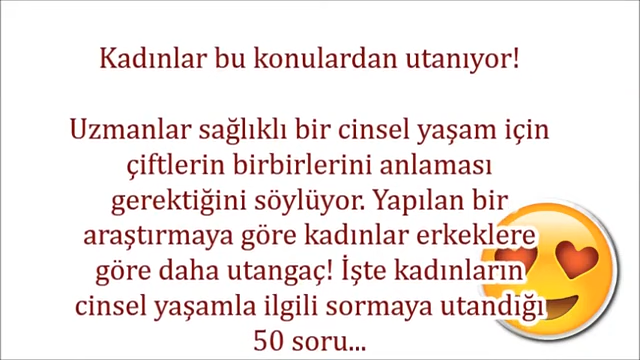 Kadınlar bu konulardan utanıyor!
Uzmanlar sağlıklı bir cinsel yaşam için
çiftlerin birbirlerini anlaması
gerektiğini söylüyor. Yapılan bir
araştırmaya göre kadınlar erkeklere
göre daha utangaç! İşte kadınların
cinsel yaşamla ilgili sormaya utandığı
50 soru...